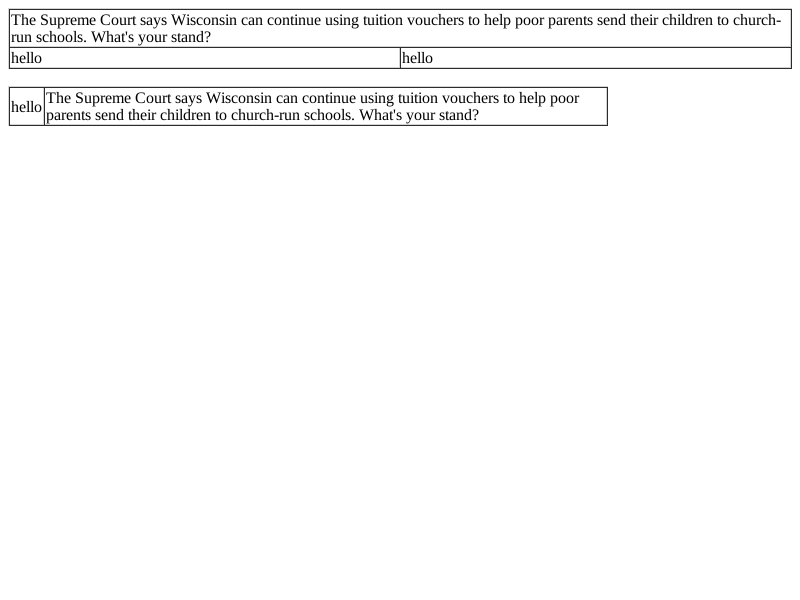 The Supreme Court says Wisconsin can continue using tuition vouchers to help poor parents send their children to church-
run schools. What's your stand?
hello hello
hello
The Supreme Court says Wisconsin can continue using tuition vouchers to help poor
parents send their children to church-run schools. What's your stand?